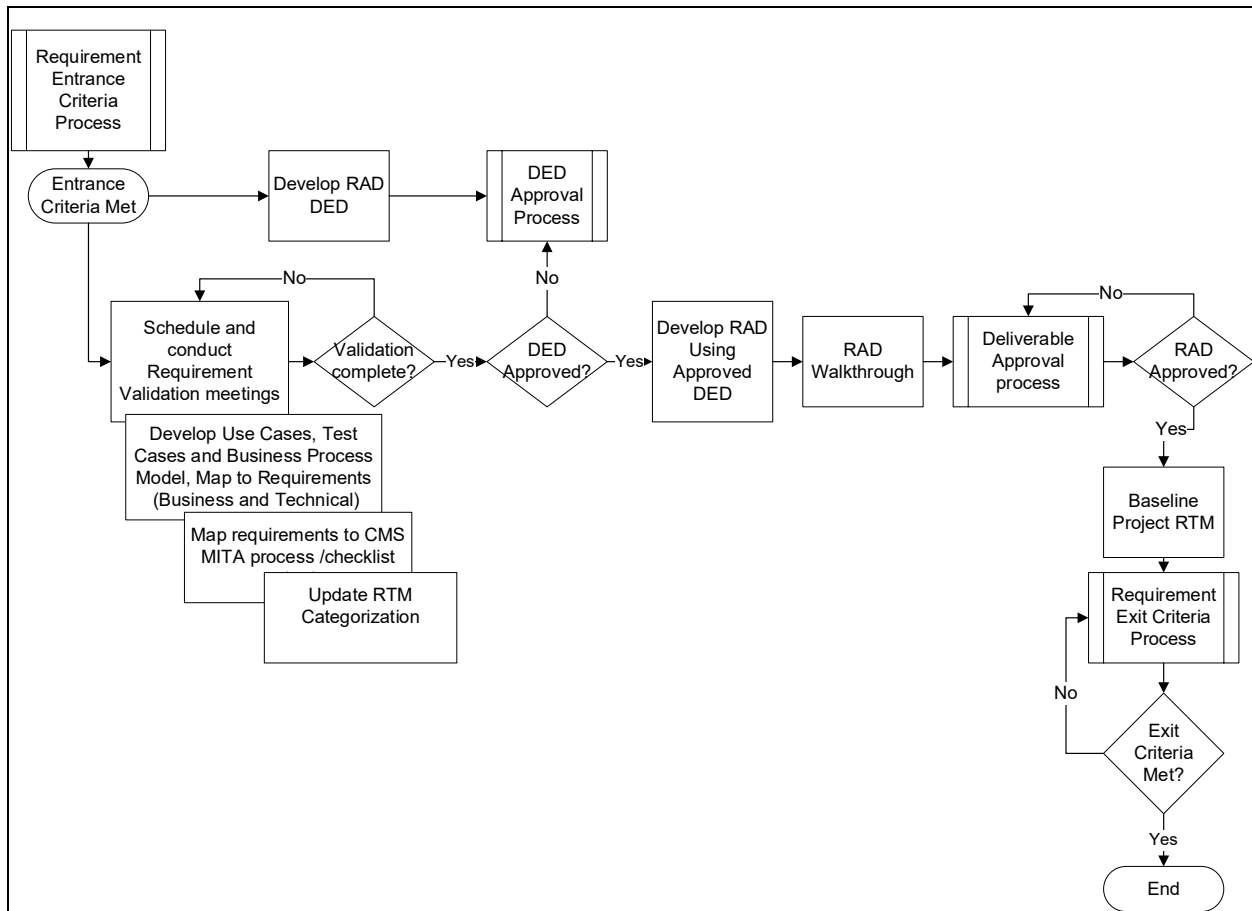 Requirement
Entrance
Criteria
Process
Entrance
Criteria Met
Develop RAD
DED
DED
Approval
Process
No
No
No
Schedule and
conduct
Requirement
Validation meetings
Validation
complete?
Yes
DED
Approved?
Yes
Develop RAD
Using
Approved
DED
RAD
Walkthrough
Deliverable
Approval
process
RAD
Approved?
Develop Use Cases, Test
Cases and Business Process
Model, Map to Requirements
(Business and Technical)
Map requirements to CMS
MITA process /checklist
Update RTM
Categorization
Yes
Baseline
Project RTM
Requirement
Exit Criteria
Process
No
Exit
Criteria
Met?
Yes
End